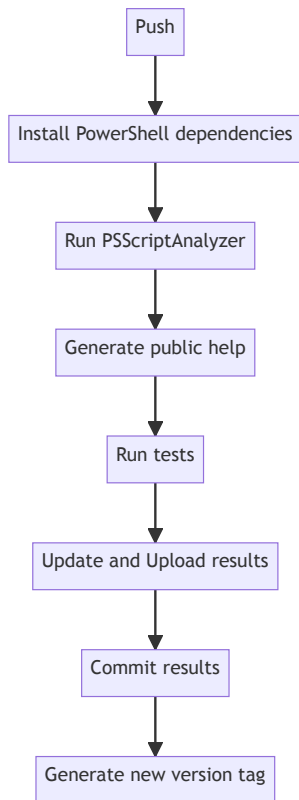 Push
Install PowerShell dependencies
Run PSScriptAnalyzer
Generate public help
Run tests
Update and Upload results
Commit results
Generate new version tag